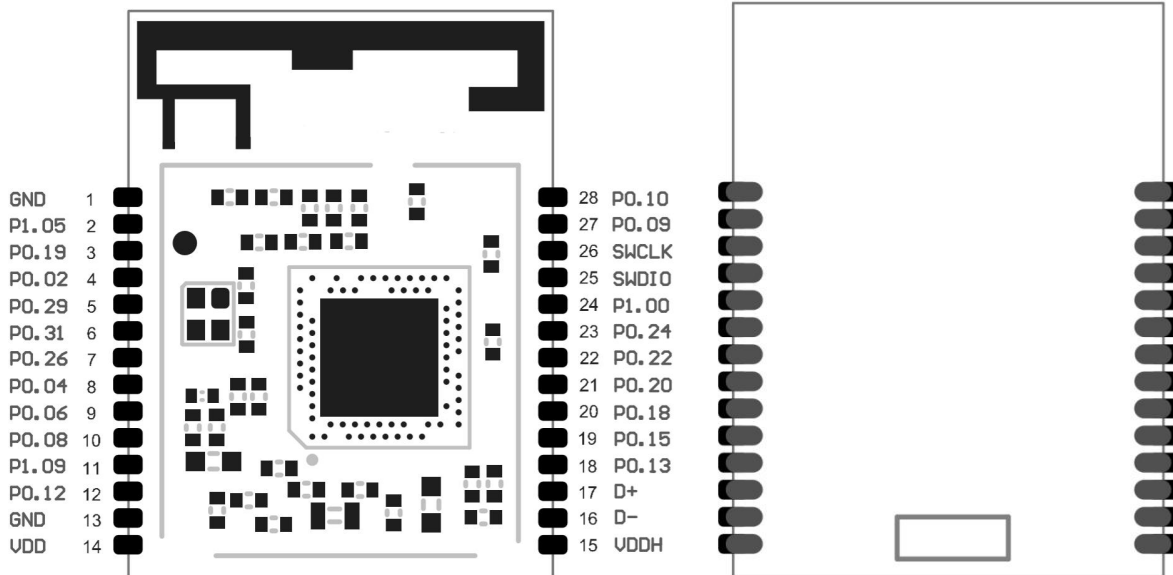 GND 1 28 P0.10
P1.05 2 27 P0.09
P0.19 3 26 SWCLK
P0.02 4 25 SWDIO
P0.29 5 24 P1.00
P0.31 6 23 P0.24
P0.26 7 22 P0.22
P0.04 8 21 P0.20
P0.06 9 20 P0.18
P0.08 10 19 P0.15
P1.09 11 18 P0.13
P0.12 12 17 D+
GND 13 16 D-
VDD 14 15 VDDH